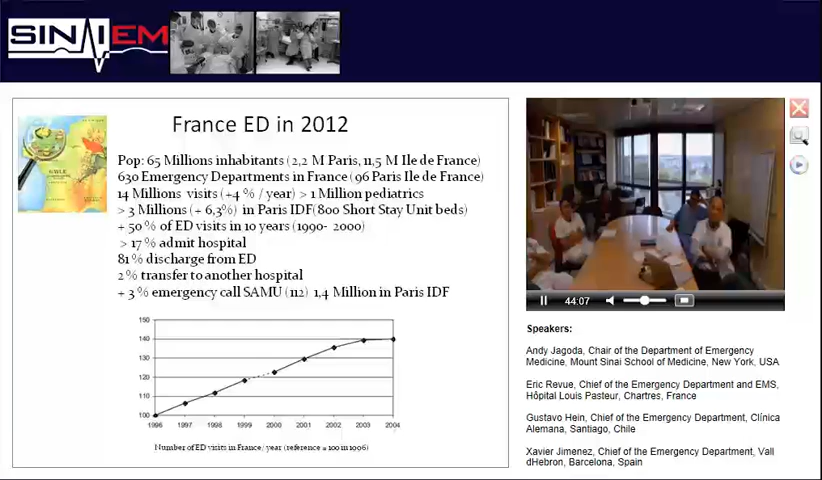 SINAIEM
France ED in 2012
Pop: 65 Millions inhabitants (2,2 M Paris, 11,5 M Ile de France)
630 Emergency Departments in France (96 Paris Ile de France)
14 Millions visits (+4 % / year) > 1 Million pediatrics
> 3 Millions (+ 6,3%) in Paris IDF(800 Short Stay Unit beds)
+ 50 % of ED visits in 10 years (1990- 2000)
> 17 % admit hospital
81 % discharge from ED
2 % transfer to another hospital
+ 3 % emergency call SAMU (112) 1,4 Million in Paris IDF
150
140
130
120
110
100
1996 1997 1998 1999 2000 2001 2002 2003 2004
Number of ED visits in France/ year (reference = 100 in 1996)
44:07
Speakers:
Andy Jagoda, Chair of the Department of Emergency
Medicine, Mount Sinai School of Medicine, New York, USA
Eric Revue, Chief of the Emergency Department and EMS,
Hôpital Louis Pasteur, Chartres, France
Gustavo Hein, Chief of the Emergency Department, Clínica
Alemana, Santiago, Chile
Xavier Jimenez, Chief of the Emergency Department, Vall
dHebron, Barcelona, Spain